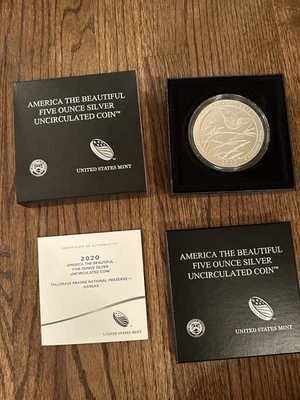 AMERICA THE BEAUTIFUL
FIVE OUNCE SILVER
UNCIRCULATED COIN™
UNITED STATES MINT
CERTIFICATE OF AUTHENTICITY
2020
AMERICA THE BEAUTIFUL
FIVE OUNCE SILVER
UNCIRCULATED COIN™
TALLGRASS PRAIRIE NATIONAL PRESERVE –
KANSAS
UNITED STATES MINT
AMERICA THE BEAUTIFUL
FIVE OUNCE SILVER
UNCIRCULATED COIN™
UNITED STATES MINT